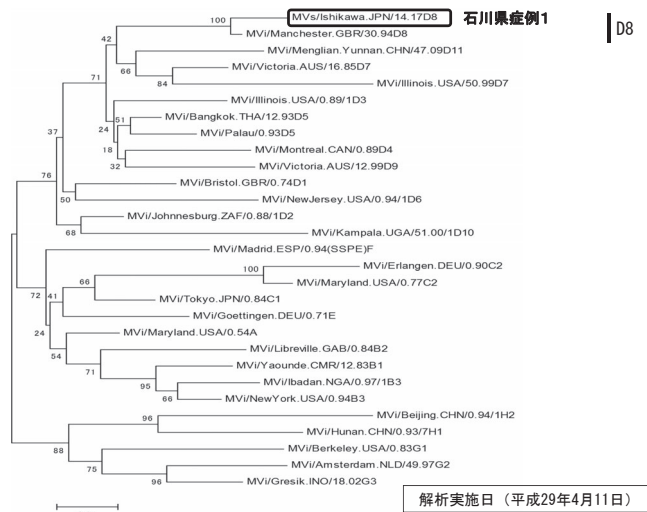 100 MVs/Ishikawa.JPN/14.17D8 石川県症例1 D8
MVi/Manchester.GBR/30.94D8
42
MVi/Menglian.Yunnan.CHN/47.09D11
66
MVi/Victoria.AUS/16.85D7
84
MVi/Illinois.USA/50.99D7
71
MVi/Illinois.USA/0.89/1D3
24
MVi/Bangkok.THA/12.93D5
51
MVi/Palau/0.93D5
18
MVi/Montreal.CAN/0.89D4
32
MVi/Victoria.AUS/12.99D9
37
MVi/Bristol.GBR/0.74D1
50
MVi/NewJersey.USA/0.94/1D6
76
MVi/Johnnesburg.ZAF/0.88/1D2
68
MVi/Kampala.UGA/51.00/1D10
MVi/Madrid.ESP/0.94(SSPE)F
72
MVi/Erlangen.DEU/0.90C2
100
MVi/Maryland.USA/0.77C2
66
41
MVi/Tokyo.JPN/0.84C1
MVi/Goettingen.DEU/0.71E
24
MVi/Maryland.USA/0.54A
54
MVi/Libreville.GAB/0.84B2
71
MVi/Yaounde.CMR/12.83B1
95
MVi/Ibadan.NGA/0.97/1B3
66
MVi/NewYork.USA/0.94B3
MVi/Beijing.CHN/0.94/1H2
96
MVi/Hunan.CHN/0.93/7H1
88
MVi/Berkeley.USA/0.83G1
75
MVi/Amsterdam.NLD/49.97G2
96
MVi/Gresik.INO/18.02G3
解析実施日（平成29年4月11日）